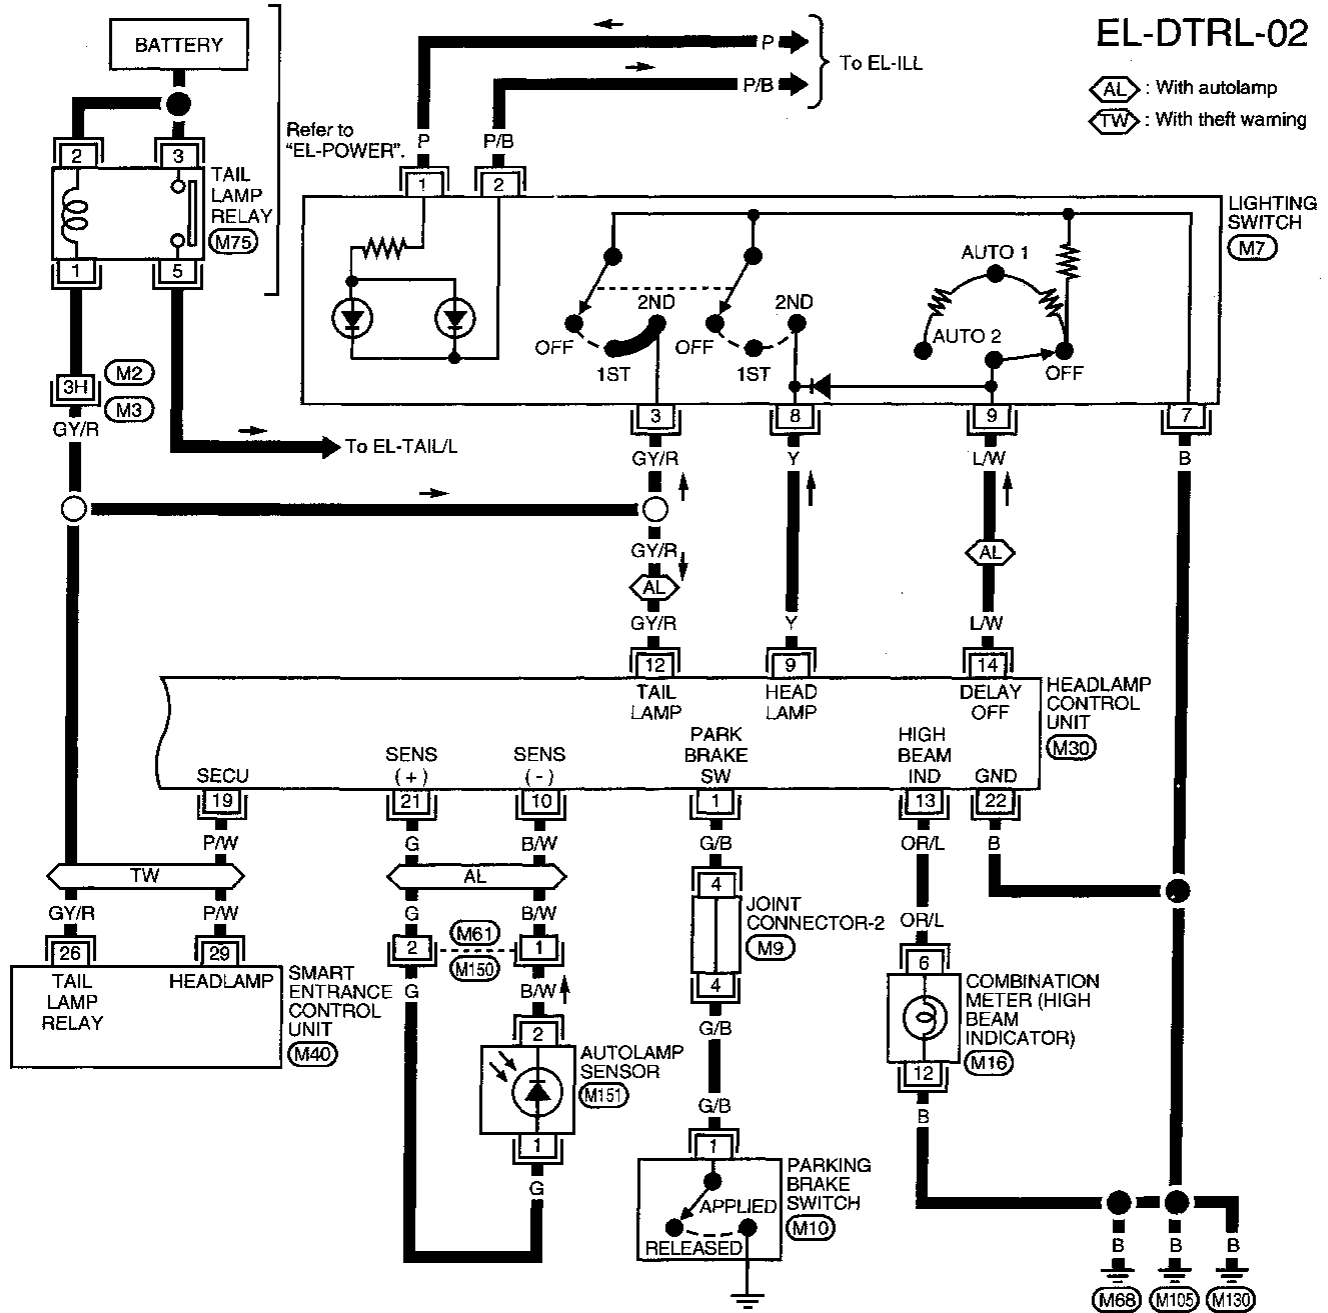 EL-DTRL-02
AL : With autolamp
TW : With theft warning
BATTERY
P
P/B
To EL-ILL
Refer to
"EL-POWER".
P
P/B
2
3
1
2
TAIL
LAMP
RELAY
M75
1
5
LIGHTING
SWITCH
M7
AUTO 1
AUTO 2
OFF
2ND
OFF
1ST
2ND
OFF
1ST
3H
M2
M3
GY/R
To EL-TAIL/L
3
8
9
7
GY/R
Y
L/W
B
GY/R
AL
AL
GY/R
Y
L/W
12
9
14
TAIL
LAMP
HEAD
LAMP
DELAY
OFF
HEADLAMP
CONTROL
UNIT
M30
SECU
SENS
(+)
SENS
(-)
PARK
BRAKE
SW
HIGH
BEAM
IND
GND
19
21
10
1
13
22
P/W
G
B/W
G/B
OR/L
B
TW
AL
GY/R
P/W
G
B/W
4
JOINT
CONNECTOR-2
M9
4
OR/L
26
29
2
M61
M150
1
6
TAIL
LAMP
RELAY
HEADLAMP
SMART
ENTRANCE
CONTROL
UNIT
M40
G
B/W
G/B
COMBINATION
METER (HIGH
BEAM
INDICATOR)
M16
12
2
AUTOLAMP
SENSOR
M151
1
G
G/B
B
1
PARKING
BRAKE
SWITCH
M10
APPLIED
RELEASED
B
B
B
M68
M105
M130